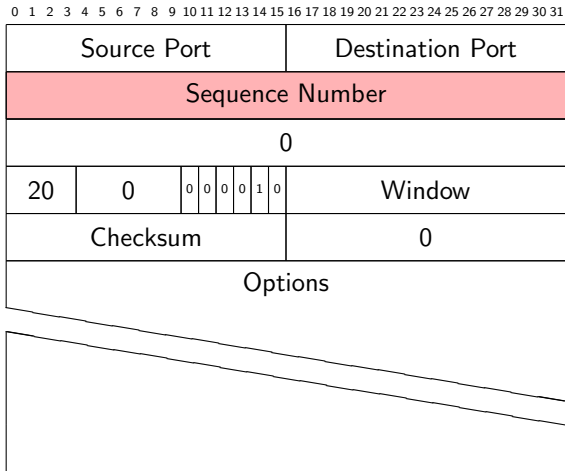 0 1 2 3 4 5 6 7 8 9 10 11 12 13 14 15 16 17 18 19 20 21 22 23 24 25 26 27 28 29 30 31
Source Port Destination Port
Sequence Number
0
20 0 0 0 0 0 1 0 Window
Checksum 0
Options